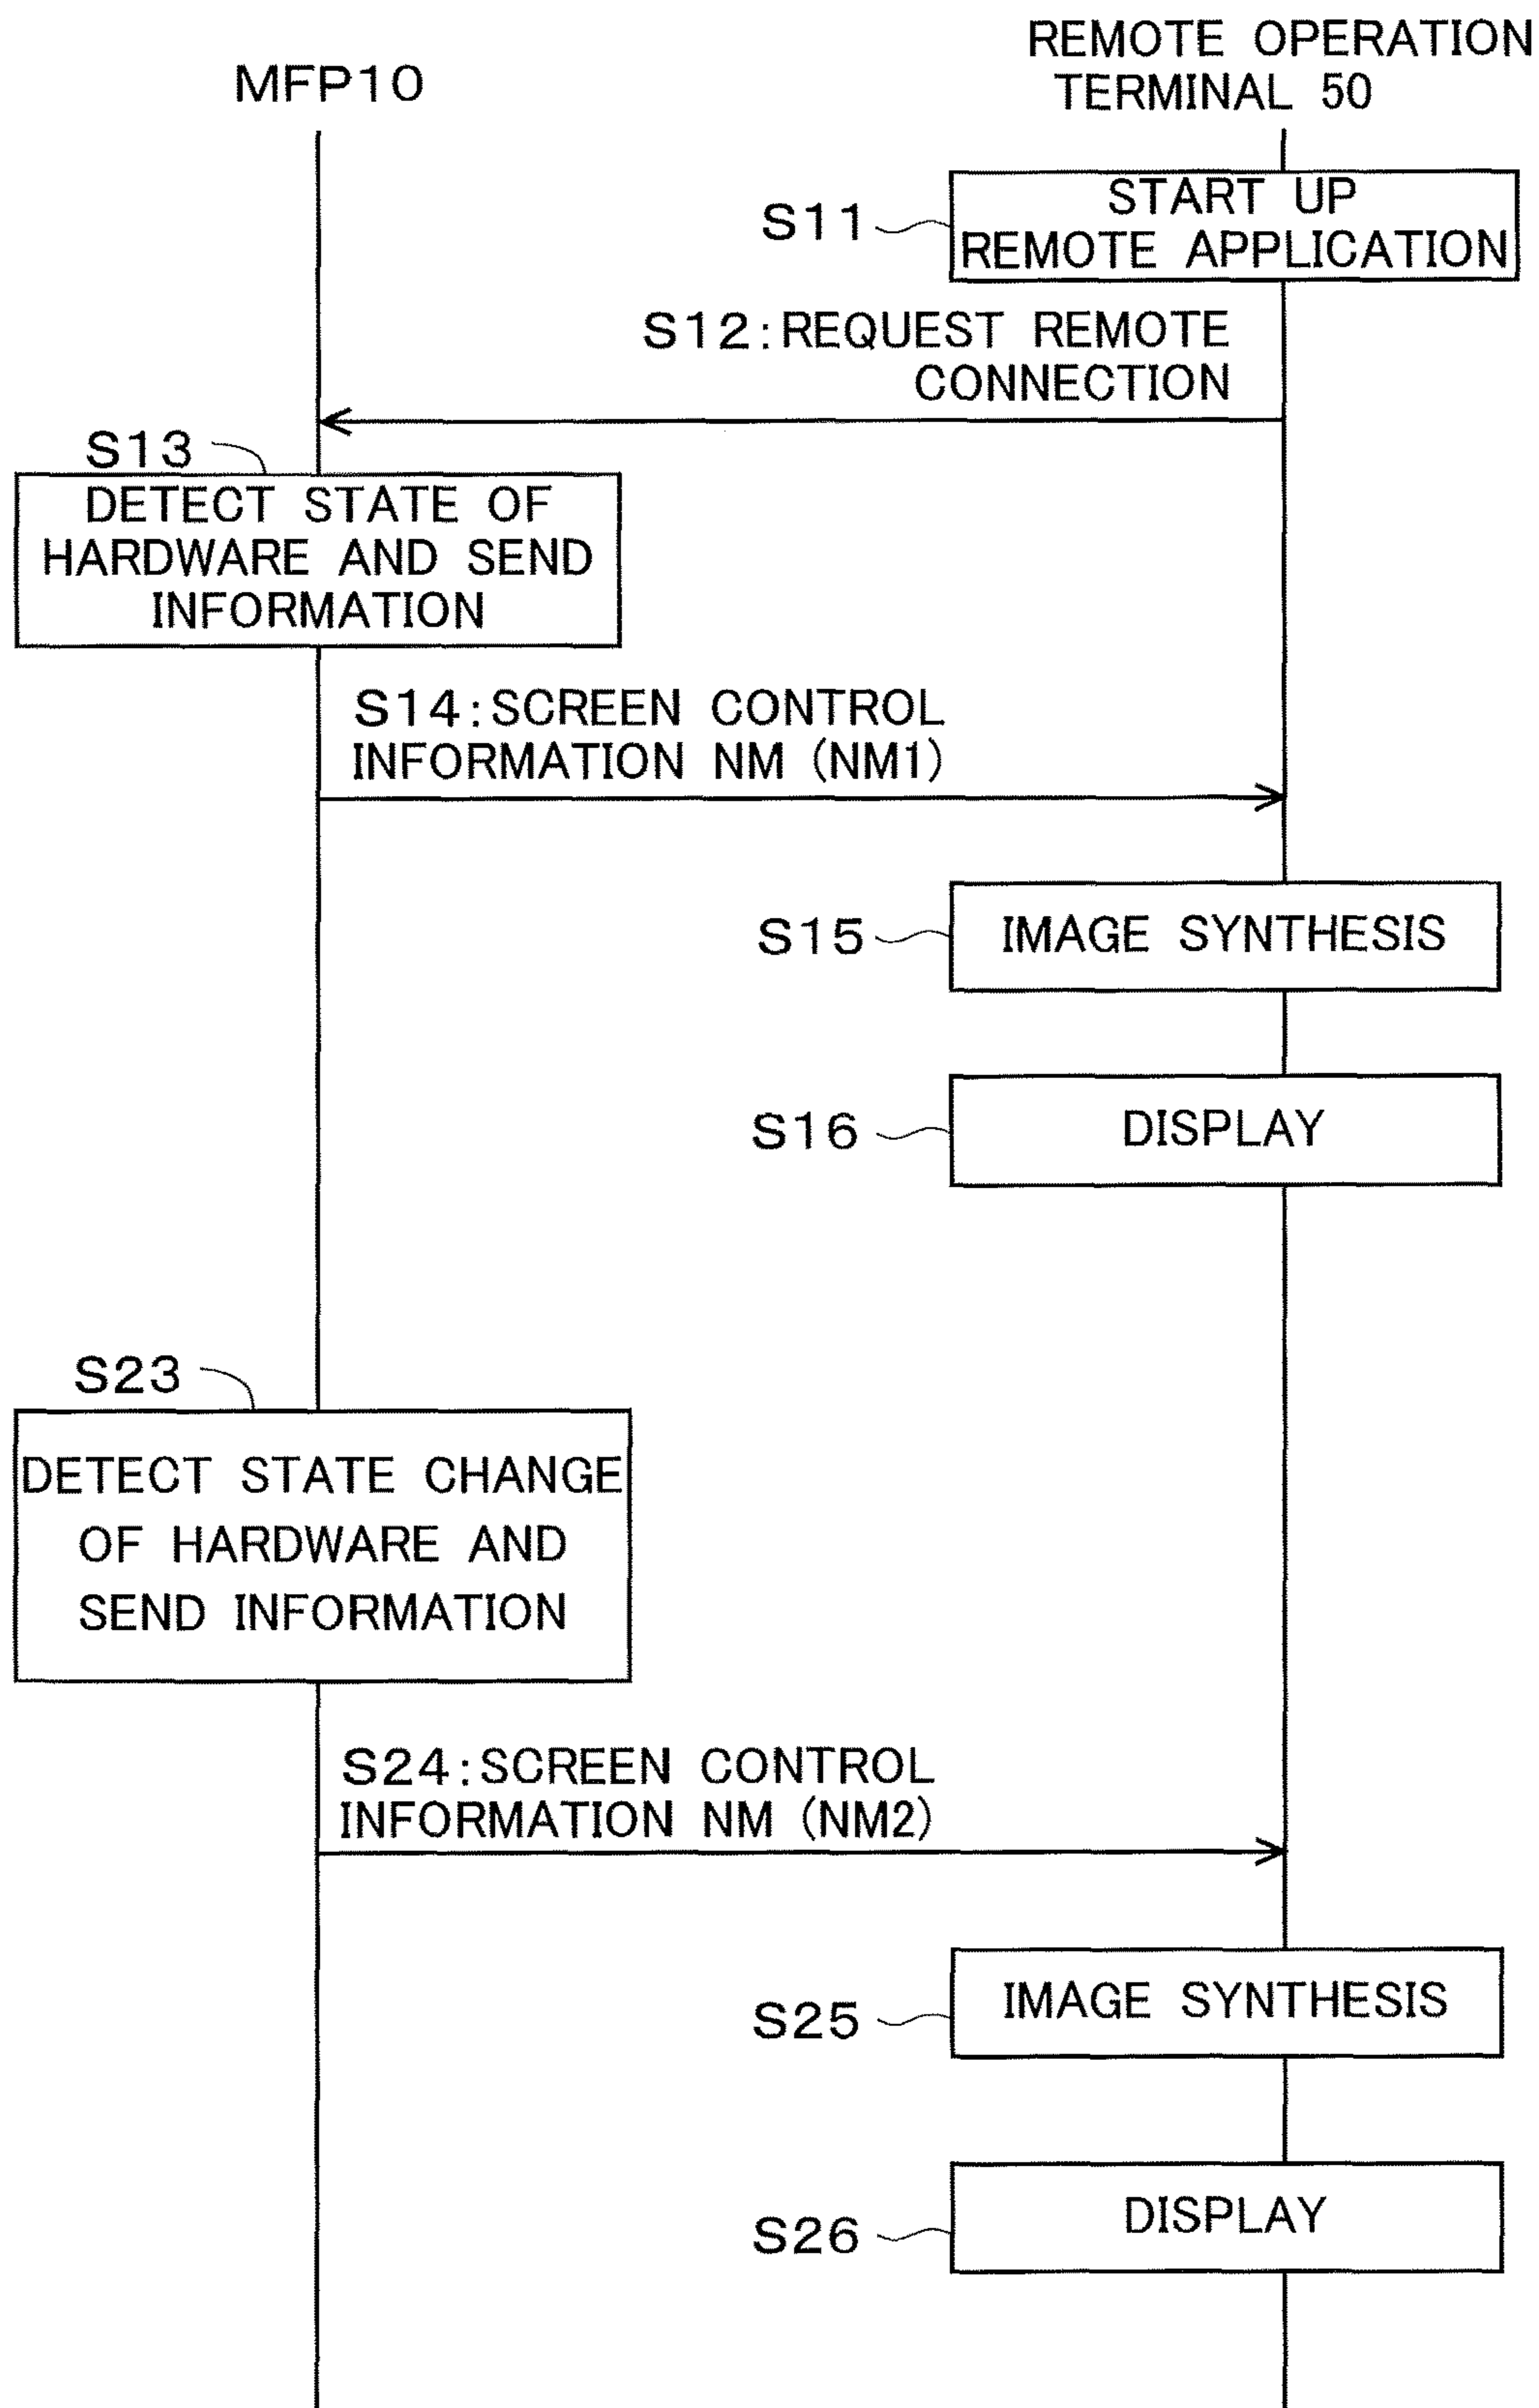 REMOTE OPERATION
TERMINAL 50
MFP10
S11
START UP
REMOTE APPLICATION
S12:REQUEST REMOTE
CONNECTION
S13
DETECT STATE OF
HARDWARE AND SEND
INFORMATION
S14:SCREEN CONTROL
INFORMATION NM (NM1)
S15
IMAGE SYNTHESIS
S16
DISPLAY
S23
DETECT STATE CHANGE
OF HARDWARE AND
SEND INFORMATION
S24:SCREEN CONTROL
INFORMATION NM (NM2)
S25
IMAGE SYNTHESIS
S26
DISPLAY